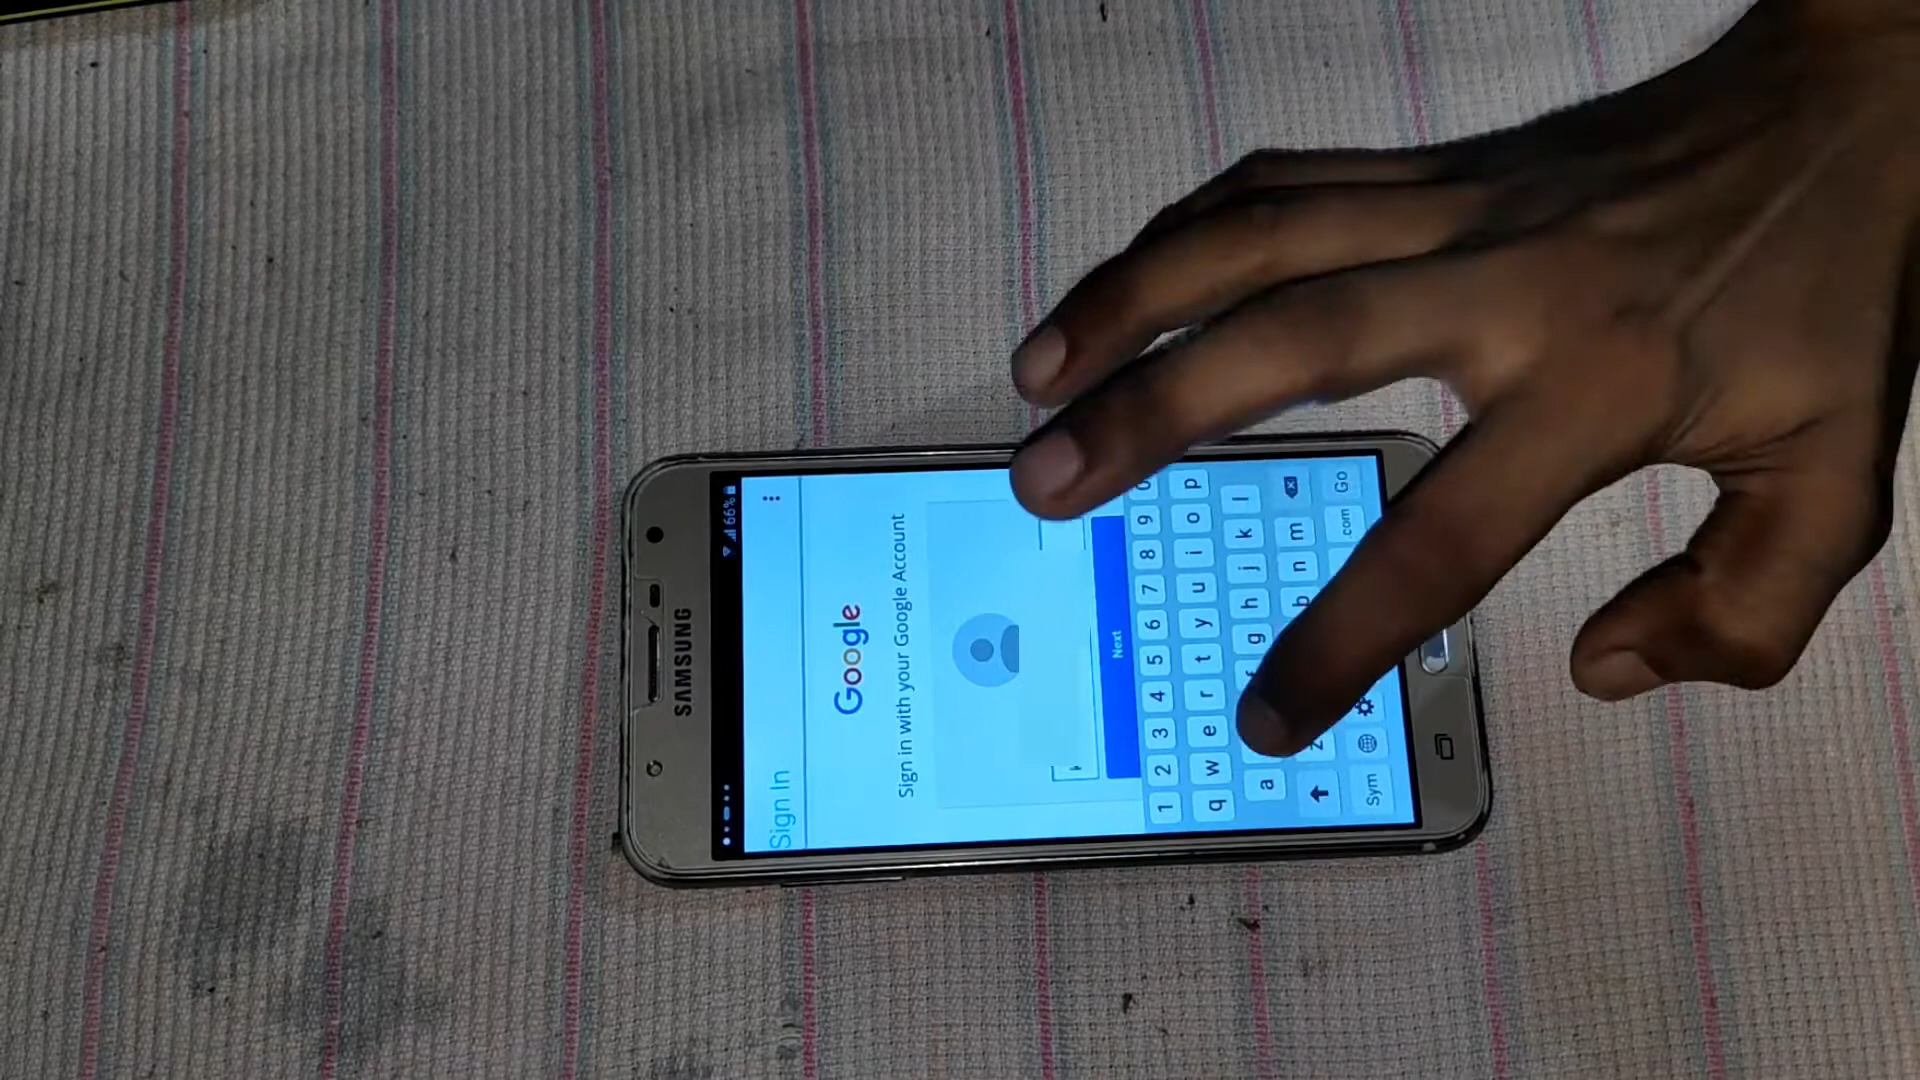 SAMSUNG
66%
Sign In
Google
Sign in with your Google Account
Next
1 2 3 4 5 6 7 8 9 0
q w e r t y u i o p
a f g h j k l
z b n m
Sym .com Go